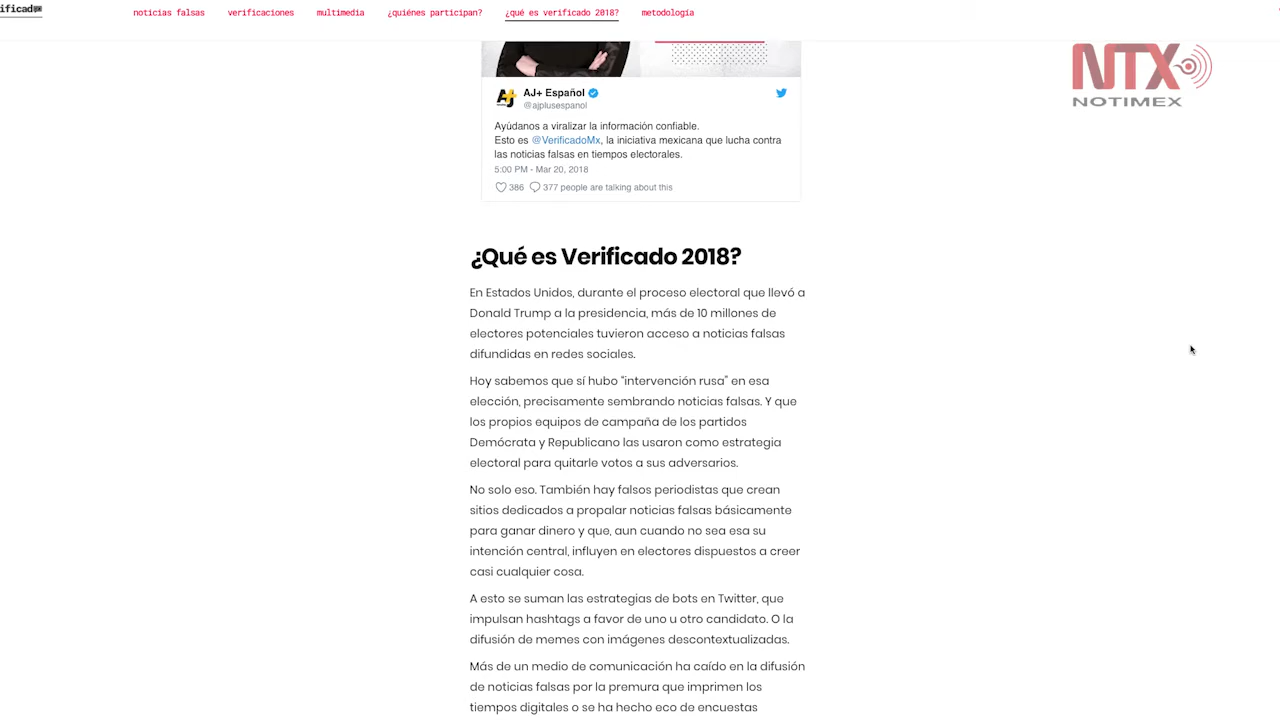 noticias falsas verificaciones multimedia ¿quiénes participan? ¿qué es verificado 2018? metodología
NTX
NOTIMEX
AJ+ Español
@ajplusespanol
Ayúdanos a viralizar la información confiable.
Esto es @VerificadoMx, la iniciativa mexicana que lucha contra
las noticias falsas en tiempos electorales.
5:00 PM - Mar 20, 2018
386 377 people are talking about this
¿Qué es Verificado 2018?
En Estados Unidos, durante el proceso electoral que llevó a
Donald Trump a la presidencia, más de 10 millones de
electores potenciales tuvieron acceso a noticias falsas
difundidas en redes sociales.
Hoy sabemos que sí hubo “intervención rusa” en esa
elección, precisamente sembrando noticias falsas. Y que
los propios equipos de campaña de los partidos
Demócrata y Republicano las usaron como estrategia
electoral para quitarle votos a sus adversarios.
No solo eso. También hay falsos periodistas que crean
sitios dedicados a propalar noticias falsas básicamente
para ganar dinero y que, aun cuando no sea esa su
intención central, influyen en electores dispuestos a creer
casi cualquier cosa.
A esto se suman las estrategias de bots en Twitter, que
impulsan hashtags a favor de uno u otro candidato. O la
difusión de memes con imágenes descontextualizadas.
Más de un medio de comunicación ha caído en la difusión
de noticias falsas por la premura que imprimen los
tiempos digitales o se ha hecho eco de encuestas